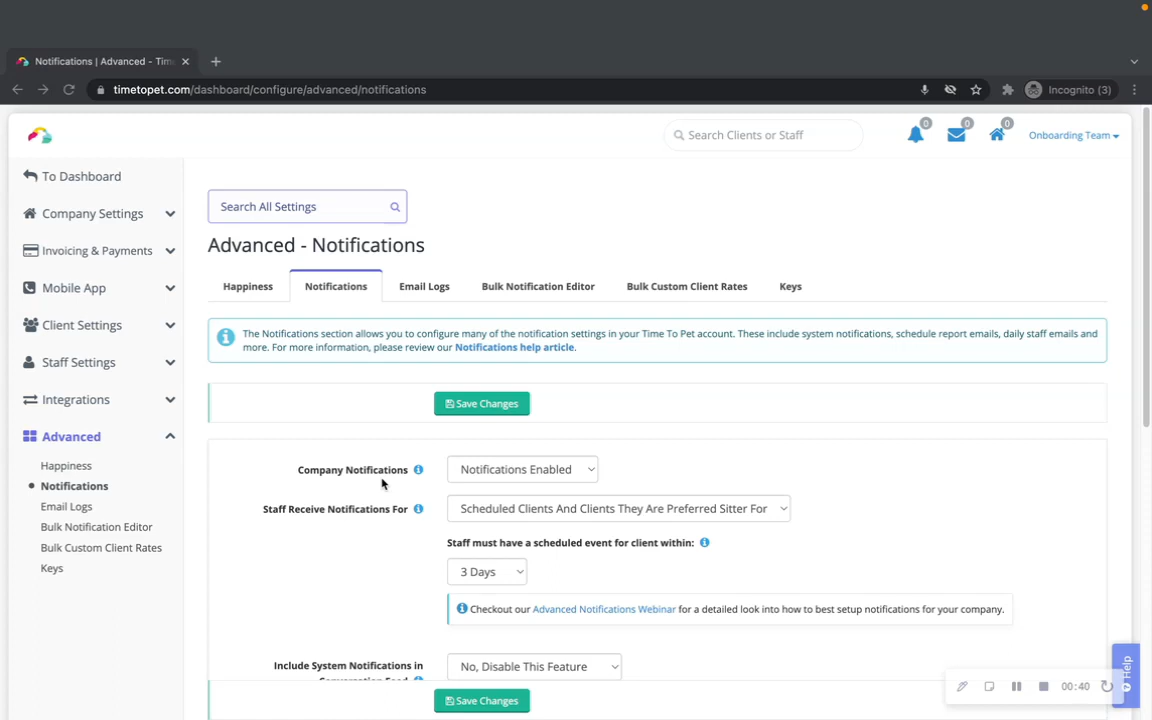 Notifications | Advanced - Tim
timetopet.com/dashboard/configure/advanced/notifications
Incognito (3)
Search Clients or Staff
0
0
0
Onboarding Team
To Dashboard
Company Settings
Invoicing & Payments
Mobile App
Client Settings
Staff Settings
Integrations
Advanced
Happiness
Notifications
Email Logs
Bulk Notification Editor
Bulk Custom Client Rates
Keys
Search All Settings
Advanced - Notifications
Happiness
Notifications
Email Logs
Bulk Notification Editor
Bulk Custom Client Rates
Keys
The Notifications section allows you to configure many of the notification settings in your Time To Pet account. These include system notifications, schedule report emails, daily staff emails and
more. For more information, please review our Notifications help article.
Save Changes
Company Notifications
Notifications Enabled
Staff Receive Notifications For
Scheduled Clients And Clients They Are Preferred Sitter For
Staff must have a scheduled event for client within:
3 Days
Checkout our Advanced Notifications Webinar for a detailed look into how to best setup notifications for your company.
Include System Notifications in
Conversation Feed
No, Disable This Feature
Save Changes
00:40
Help